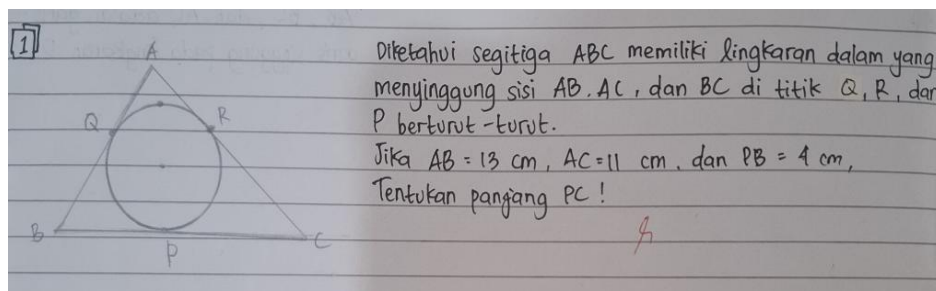 1
Diketahui segitiga ABC memiliki lingkaran dalam yang
menyinggung sisi AB, AC, dan BC di titik Q, R, dan
P berturut-turut.
Jika AB = 13 cm, AC = 11 cm, dan PB = 4 cm,
Tentukan panjang PC!
A
Q
R
B
P
C